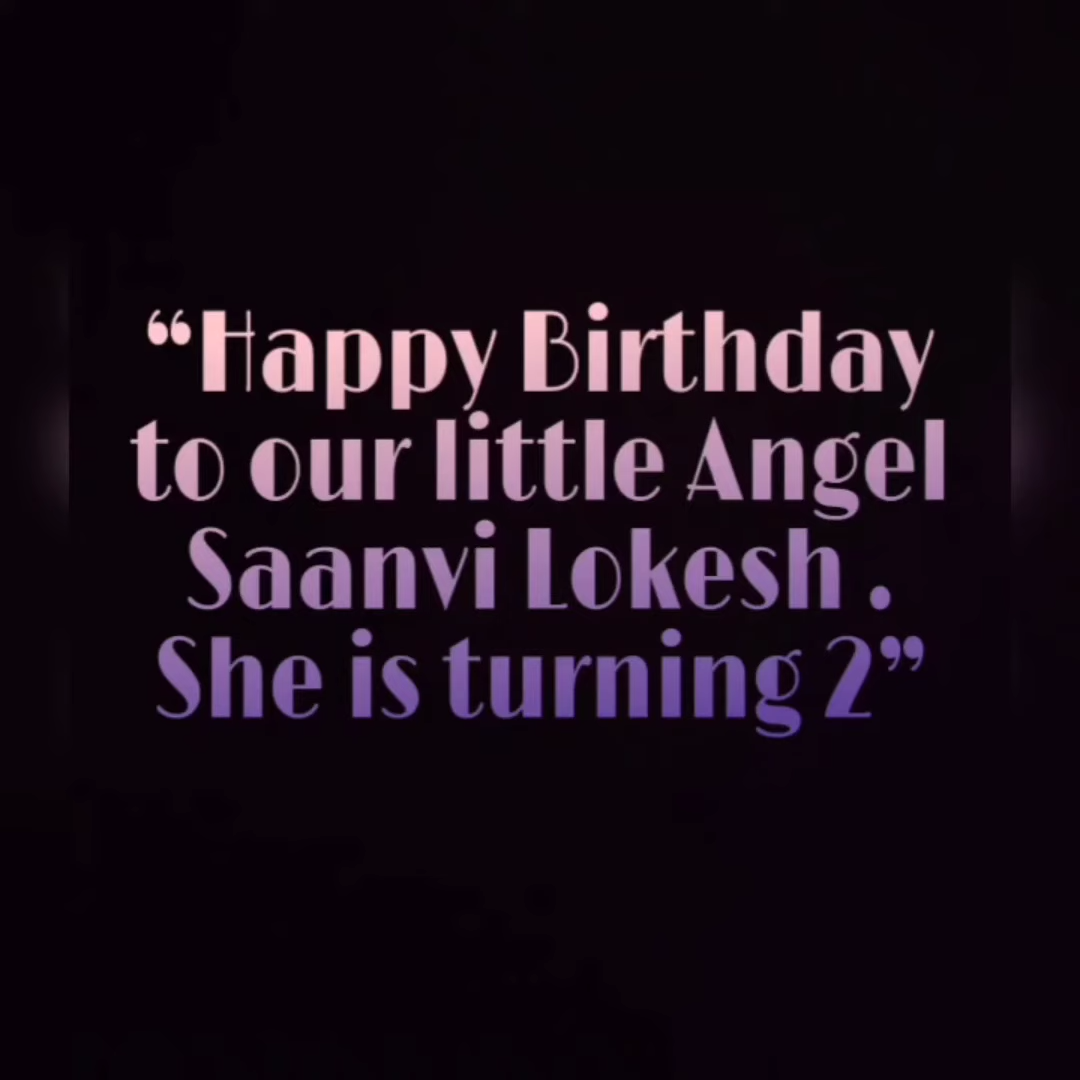 “Happy Birthday
to our little Angel
Saanvi Lokesh .
She is turning 2”